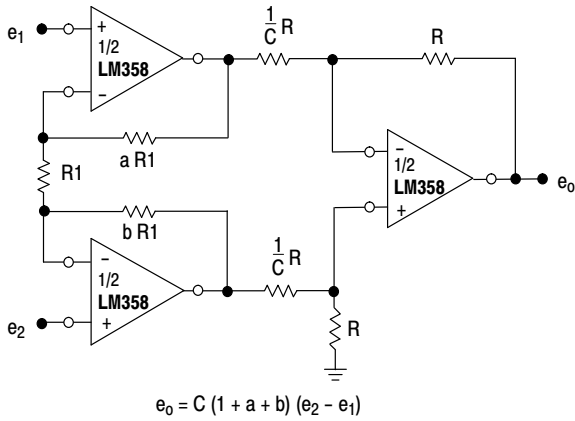 e1
+
1/2
LM358
−
1/C R
R
a R1
R1
b R1
−
1/2
LM358
+
eo
1/C R
−
1/2
LM358
+
e2
R
eo = C (1 + a + b) (e2 − e1)